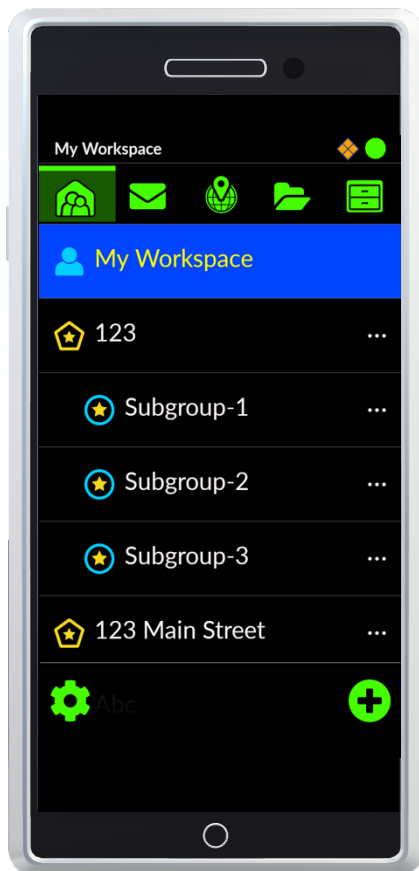 My Workspace
My Workspace
123
Subgroup-1
Subgroup-2
Subgroup-3
123 Main Street
Abc